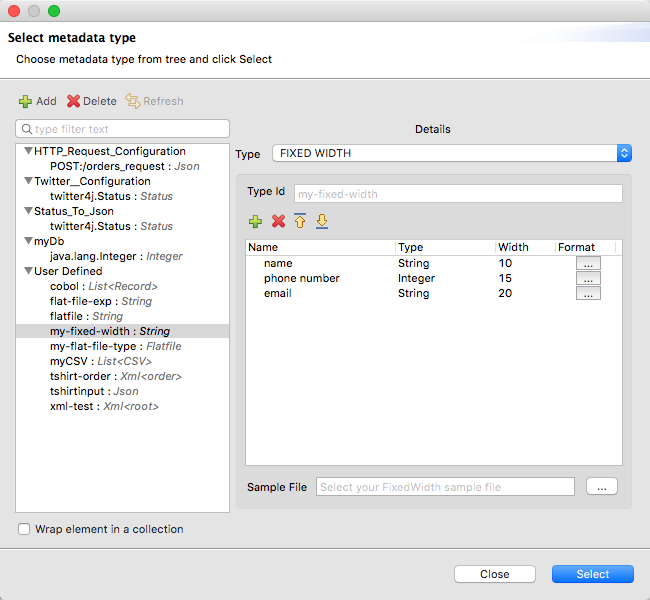 Select metadata type
Choose metadata type from tree and click Select
Add Delete Refresh
type filter text
HTTP_Request_Configuration
POST:/orders_request : Json
Twitter__Configuration
twitter4j.Status : Status
Status_To_Json
twitter4j.Status : Status
myDb
java.lang.Integer : Integer
User Defined
cobol : List<Record>
flat-file-exp : String
flatfile : String
my-fixed-width : String
my-flat-file-type : Flatfile
myCSV : List<CSV>
tshirt-order : Xml<order>
tshirtinput : Json
xml-test : Xml<root>
Details
Type FIXED WIDTH
Type Id my-fixed-width
Name Type Width Format
name String 10 ...
phone number Integer 15 ...
email String 20 ...
Sample File Select your FixedWidth sample file ...
Wrap element in a collection
Close Select